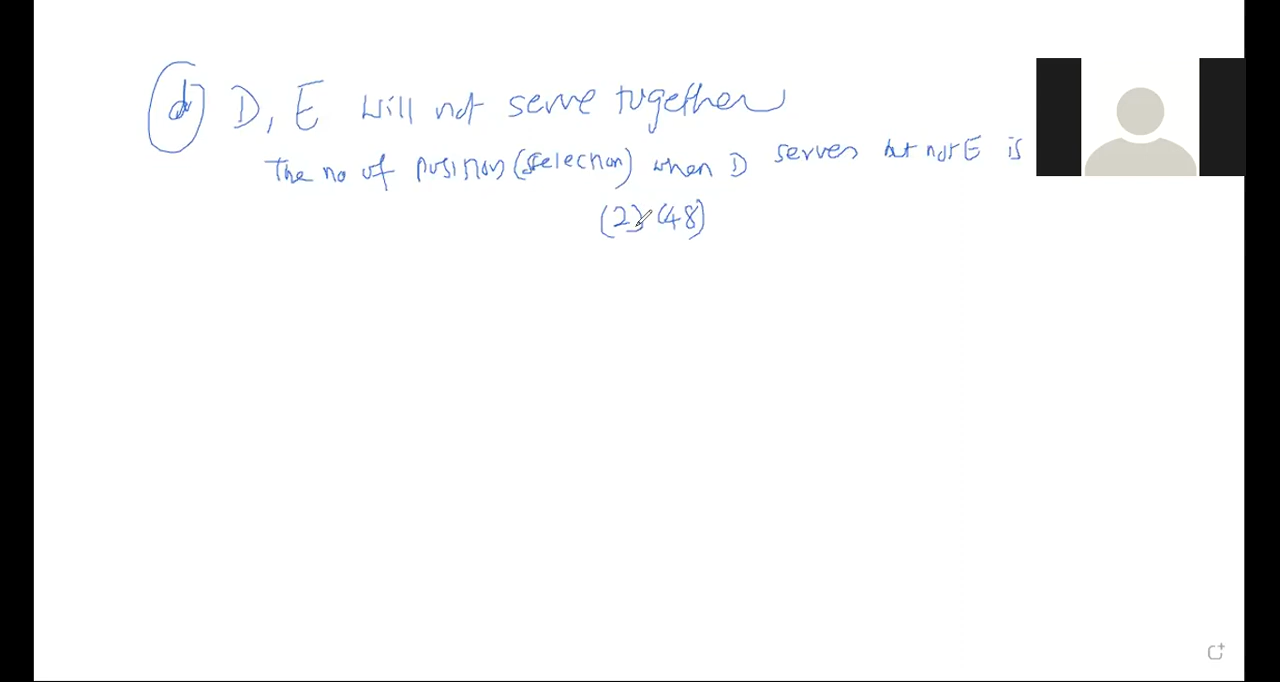 (d) D, E will not serve together
The no of positions (selection) when D serves but not E is
(2)(48)